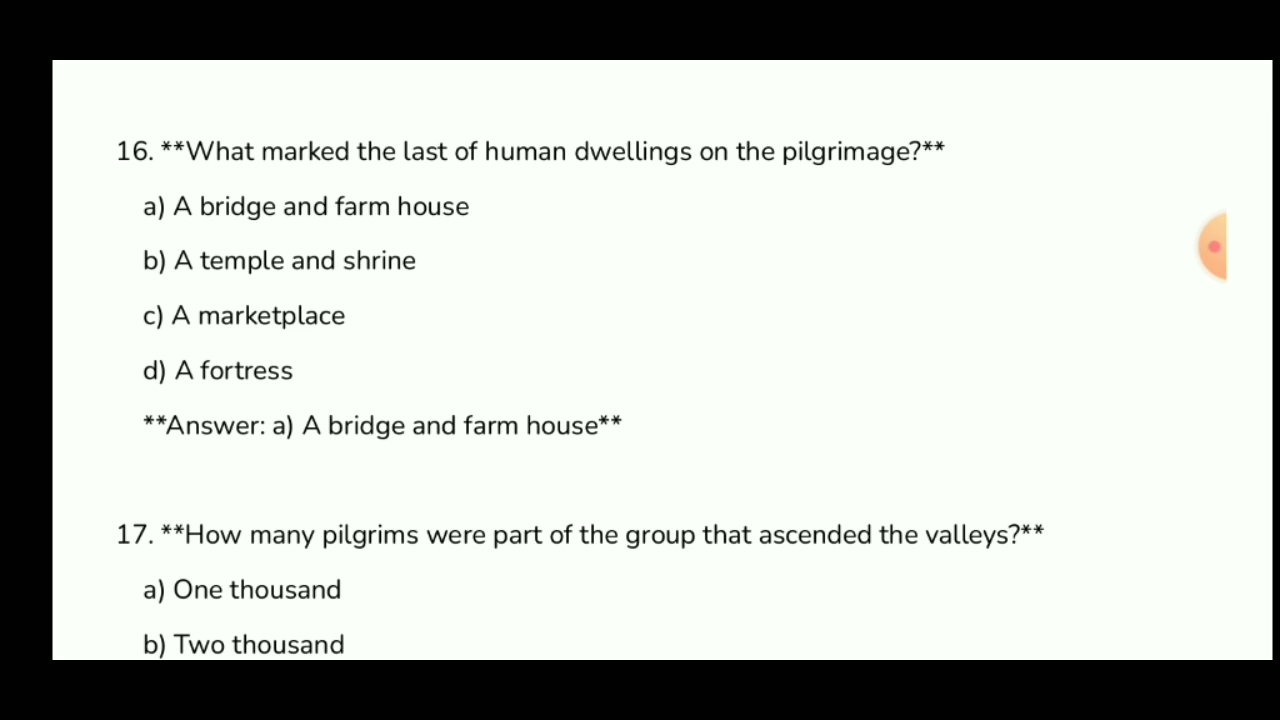 16. **What marked the last of human dwellings on the pilgrimage?**
a) A bridge and farm house
b) A temple and shrine
c) A marketplace
d) A fortress
**Answer: a) A bridge and farm house**
17. **How many pilgrims were part of the group that ascended the valleys?**
a) One thousand
b) Two thousand